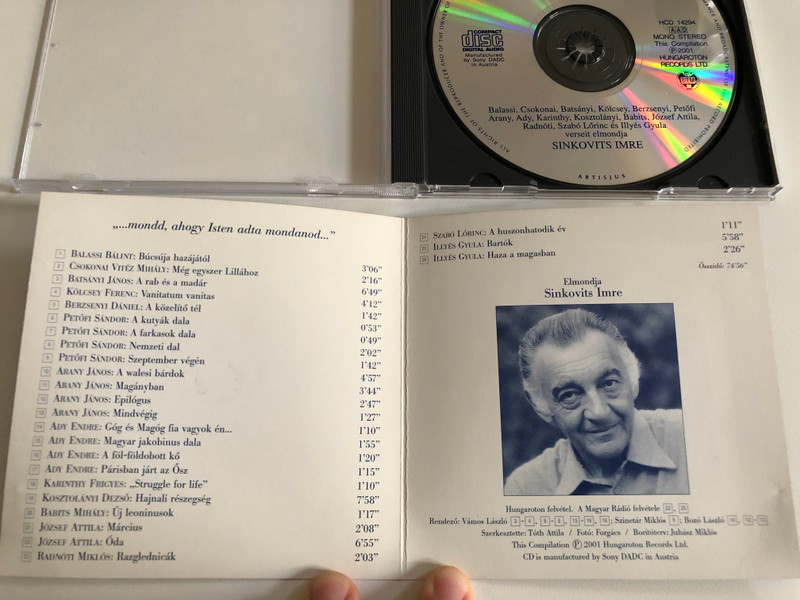 COMPACT
disc
DIGITAL AUDIO
Manufactured
by Sony DADC
in Austria
HCD 14294
AAD
MONO STEREO
This Compilation
Ⓟ 2001
HUNGAROTON
RECORDS LTD.
Balassi, Csokonai, Batsányi, Kölcsey, Berzsenyi, Petőfi
Arany, Ady, Karinthy, Kosztolányi, Babits, József Attila,
Radnóti, Szabó Lőrinc és Illyés Gyula
verseit elmondja
SINKOVITS IMRE
ARTISJUS
„...mondd, ahogy Isten adta mondanod...”
1 BALASSI BÁLINT: Búcsúja hazájától 3’06”
2 CSOKONAI VITÉZ MIHÁLY: Még egyszer Lillához 2’16”
3 BATSÁNYI JÁNOS: A rab és a madár 6’49”
4 KÖLCSEY FERENC: Vanitatum vanitas 4’12”
5 BERZSENYI DÁNIEL: A közelítő tél 1’42”
6 PETŐFI SÁNDOR: A kutyák dala 0’53”
7 PETŐFI SÁNDOR: A farkasok dala 0’49”
8 PETŐFI SÁNDOR: Nemzeti dal 2’02”
9 PETŐFI SÁNDOR: Szeptember végén 1’42”
10 ARANY JÁNOS: A walesi bárdok 4’57”
11 ARANY JÁNOS: Magányban 3’44”
12 ARANY JÁNOS: Epilógus 2’47”
13 ARANY JÁNOS: Mindvégig 1’27”
14 ADY ENDRE: Góg és Magóg fia vagyok én... 1’10”
15 ADY ENDRE: Magyar jakobinus dala 1’55”
16 ADY ENDRE: A föl-földobott kő 1’20”
17 ADY ENDRE: Párisban járt az Ősz 1’15”
18 KARINTHY FRIGYES: „Struggle for life” 1’10”
19 KOSZTOLÁNYI DEZSŐ: Hajnali részegség 7’58”
20 BABITS MIHÁLY: Új leoninusok 1’17”
21 JÓZSEF ATTILA: Március 2’08”
22 JÓZSEF ATTILA: Óda 6’55”
23 RADNÓTI MIKLÓS: Razglednicák 2’03”
24 SZABÓ LŐRINC: A huszonhatodik év 1’11”
25 ILLYÉS GYULA: Bartók 5’58”
26 ILLYÉS GYULA: Haza a magasban 2’26”
Összidő: 74’56”
Elmondja
Sinkovits Imre
Hungaroton felvétel. A Magyar Rádió felvétele
Rendező: Vámos László Szinetár Miklós Bozó László
Szerkesztette: Tóth Attila / Fotó: Forgács / Borítóterv: Juhász Miklós
This Compilation Ⓟ 2001 Hungaroton Records Ltd.
CD is manufactured by Sony DADC in Austria